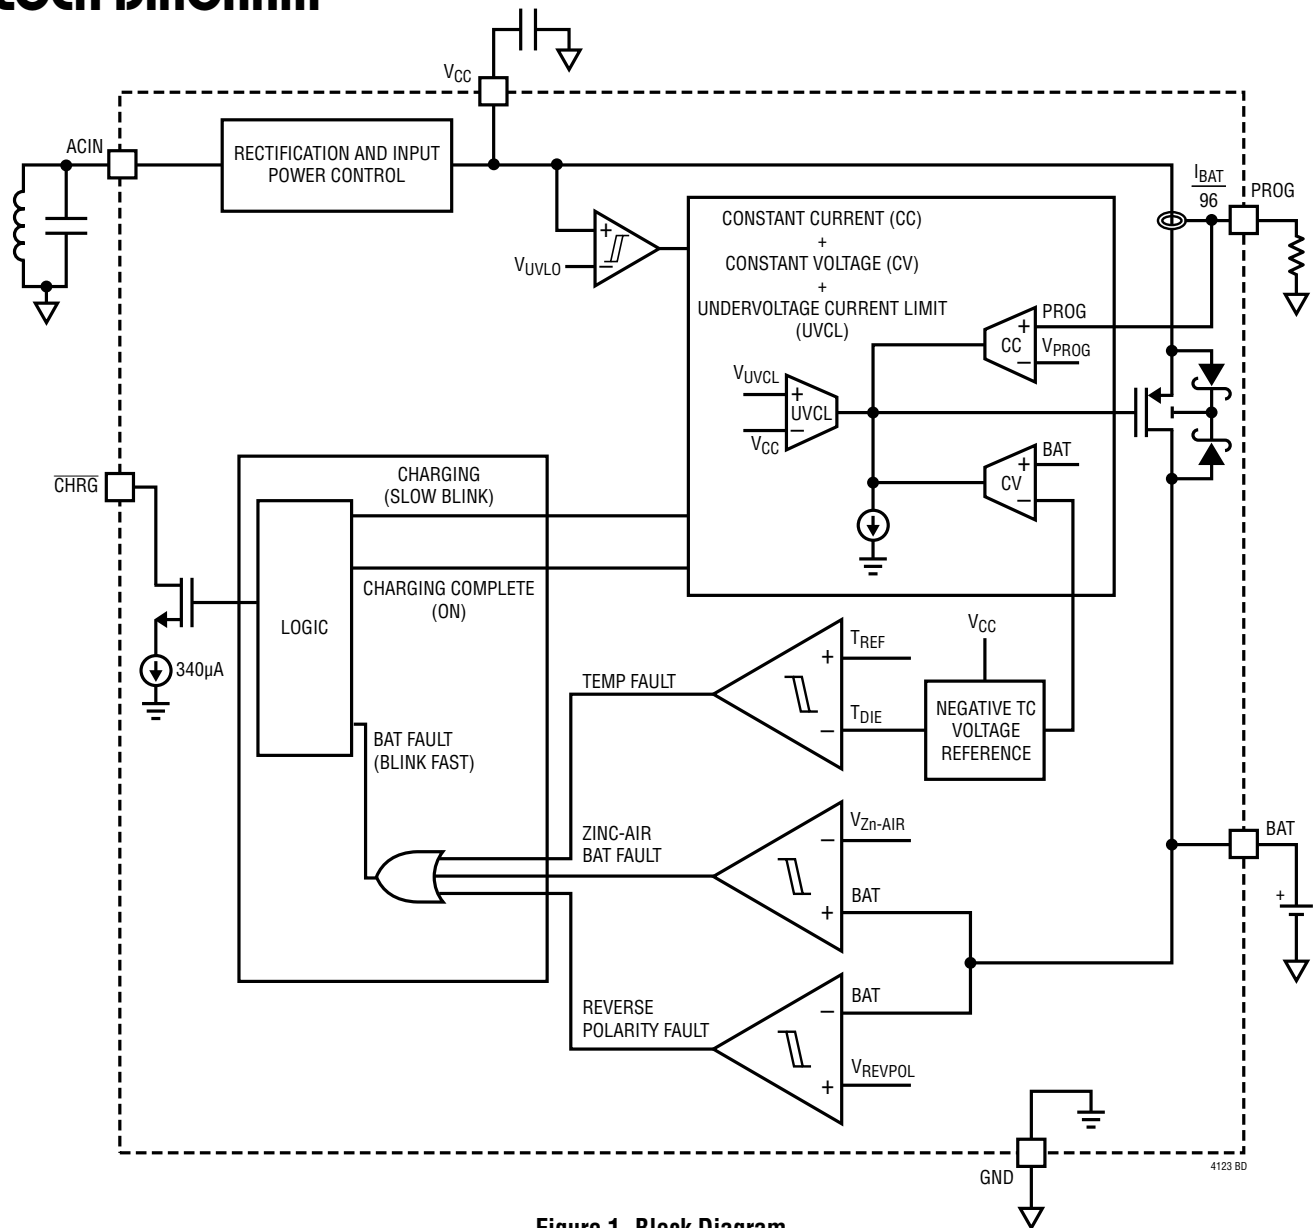 VCC
ACIN
RECTIFICATION AND INPUT
POWER CONTROL
IBAT
96
PROG
VUVLO
+
–
CONSTANT CURRENT (CC)
+
CONSTANT VOLTAGE (CV)
+
UNDERVOLTAGE CURRENT LIMIT
(UVCL)
PROG
+
CC
VPROG
–
VUVCL
+
UVCL
–
VCC
BAT
+
CV
–
CHRG
CHARGING
(SLOW BLINK)
CHARGING COMPLETE
(ON)
LOGIC
340µA
BAT FAULT
(BLINK FAST)
TEMP FAULT
TREF
+
TDIE
–
VCC
NEGATIVE TC
VOLTAGE
REFERENCE
ZINC-AIR
BAT FAULT
VZn-AIR
–
BAT
+
BAT
+
REVERSE
POLARITY FAULT
BAT
–
VREVPOL
+
GND
4123 BD
Figure 1. Block Diagram